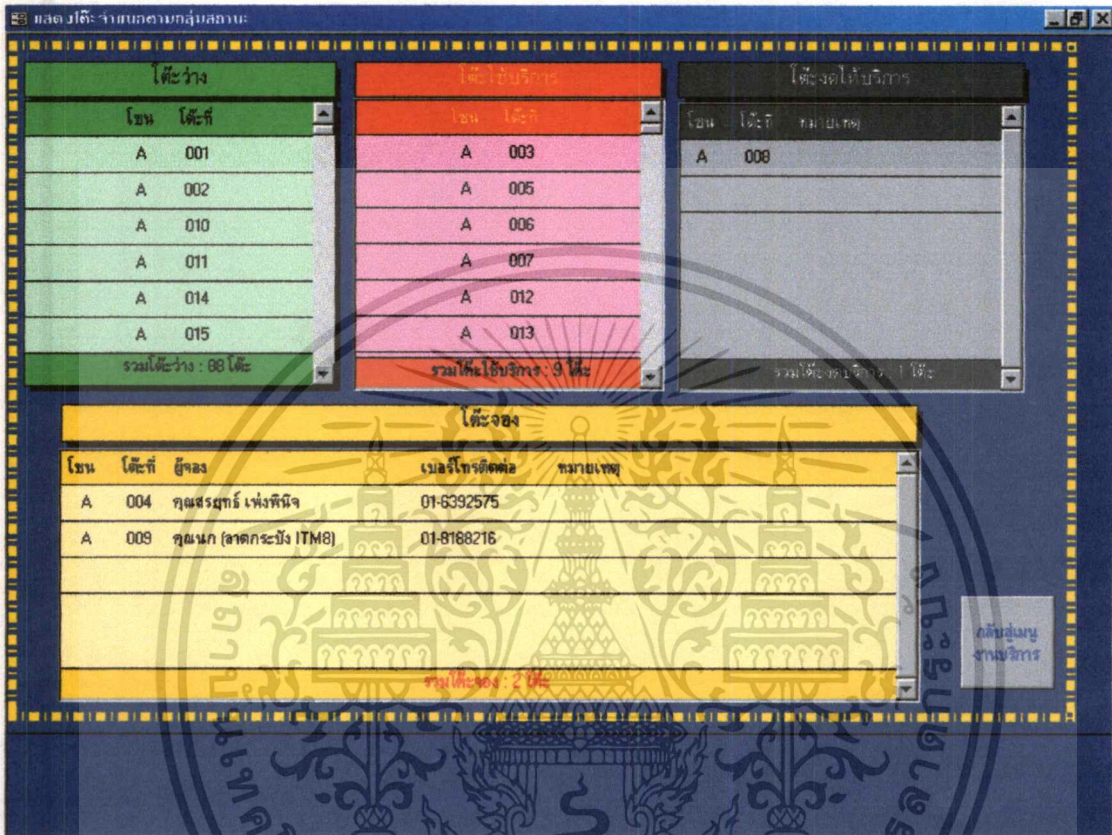 แสดงโต๊ะ จำแนกตามกลุ่มสถานะ
โต๊ะว่าง
โซน โต๊ะที่
A 001
A 002
A 010
A 011
A 014
A 015
รวมโต๊ะว่าง : 88 โต๊ะ
โต๊ะใช้บริการ
โซน โต๊ะที่
A 003
A 005
A 006
A 007
A 012
A 013
รวมโต๊ะใช้บริการ : 9 โต๊ะ
โต๊ะงดให้บริการ
โซน โต๊ะที่ หมายเหตุ
A 008
รวมโต๊ะงดบริการ : 1 โต๊ะ
โต๊ะจอง
โซน โต๊ะที่ ผู้จอง เบอร์โทรติดต่อ หมายเหตุ
A 004 คุณสรยุทธ์ เพ่งพินิจ 01-6392575
A 009 คุณนก (ลาดกระบัง ITM8) 01-8188216
รวมโต๊ะจอง : 2 โต๊ะ
กลับสู่เมนู
งานบริการ